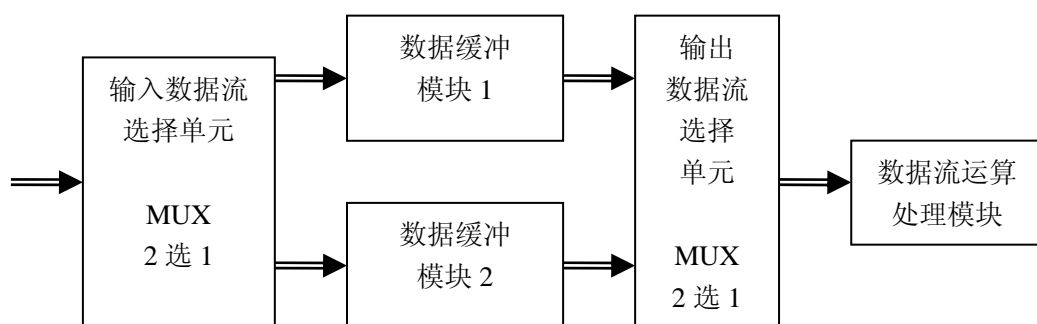 输入数据流
选择单元
MUX
2 选 1
数据缓冲
模块 1
数据缓冲
模块 2
输出
数据流
选择
单元
MUX
2 选 1
数据流运算
处理模块